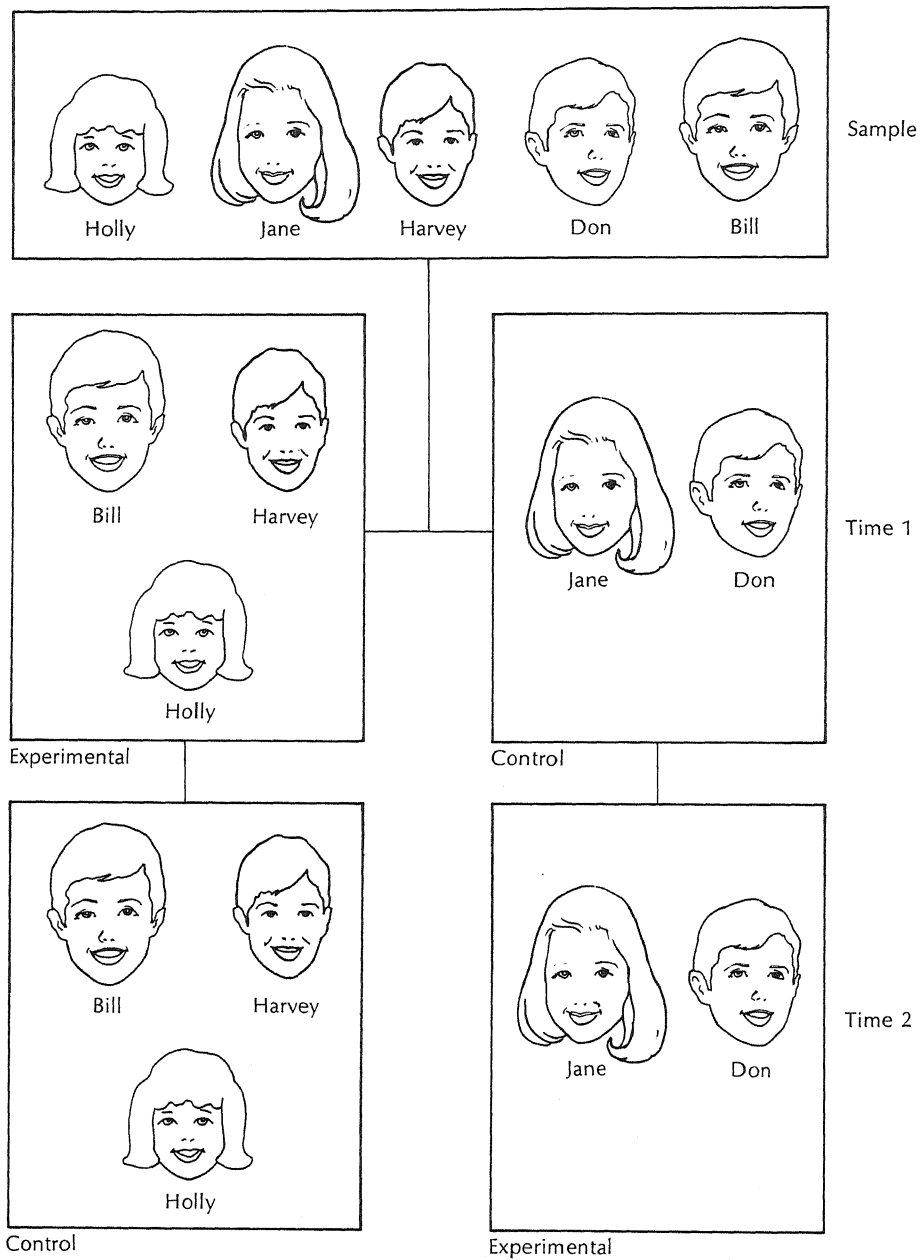 Sample
Holly Jane Harvey Don Bill
Bill Harvey
Time 1
Jane Don
Holly
Experimental Control
Bill Harvey
Time 2
Jane Don
Holly
Control Experimental